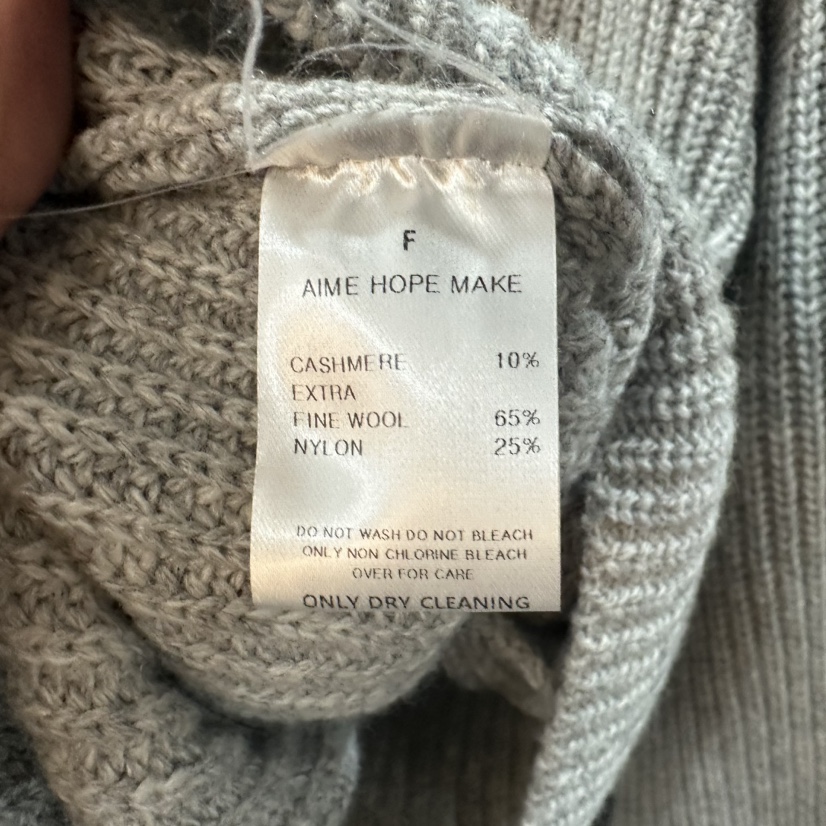 F
AIME HOPE MAKE
CASHMERE 10%
EXTRA
FINE WOOL 65%
NYLON 25%
DO NOT WASH DO NOT BLEACH
ONLY NON CHLORINE BLEACH
OVER FOR CARE
ONLY DRY CLEANING